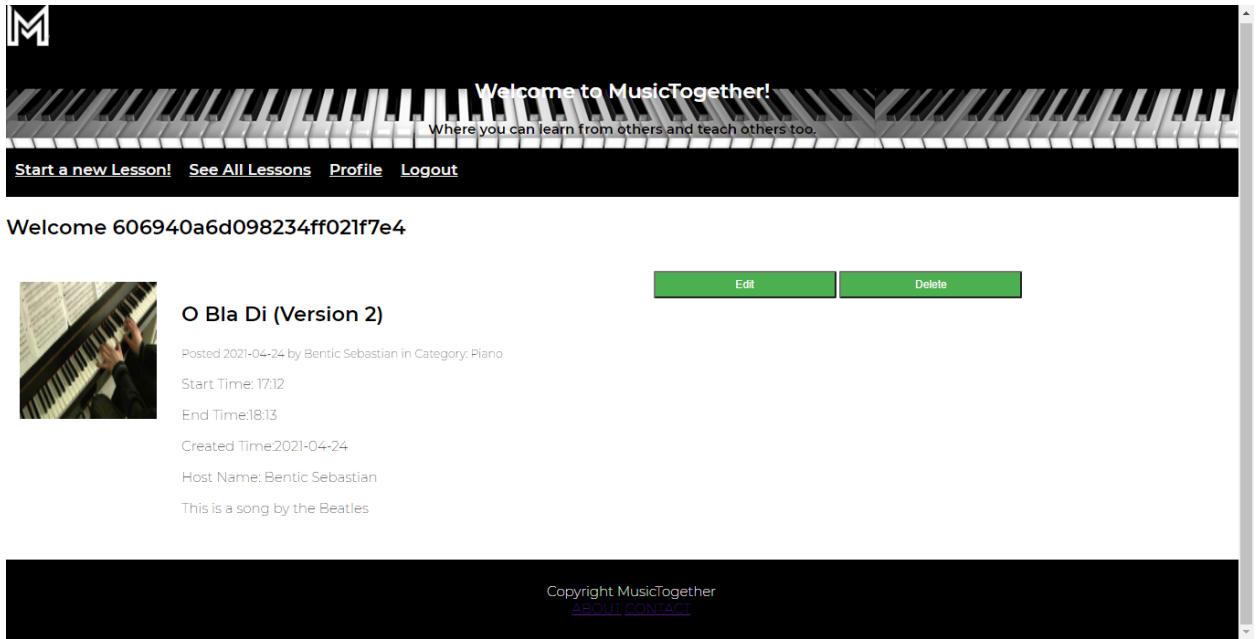 M
Welcome to MusicTogether!
Where you can learn from others and teach others too.
Start a new Lesson! See All Lessons Profile Logout
Welcome 606940a6d098234ff021f7e4
Edit Delete
O Bla Di (Version 2)
Posted 2021-04-24 by Bentic Sebastian in Category: Piano
Start Time: 17:12
End Time:18:13
Created Time:2021-04-24
Host Name: Bentic Sebastian
This is a song by the Beatles
Copyright MusicTogether
ABOUT CONTACT